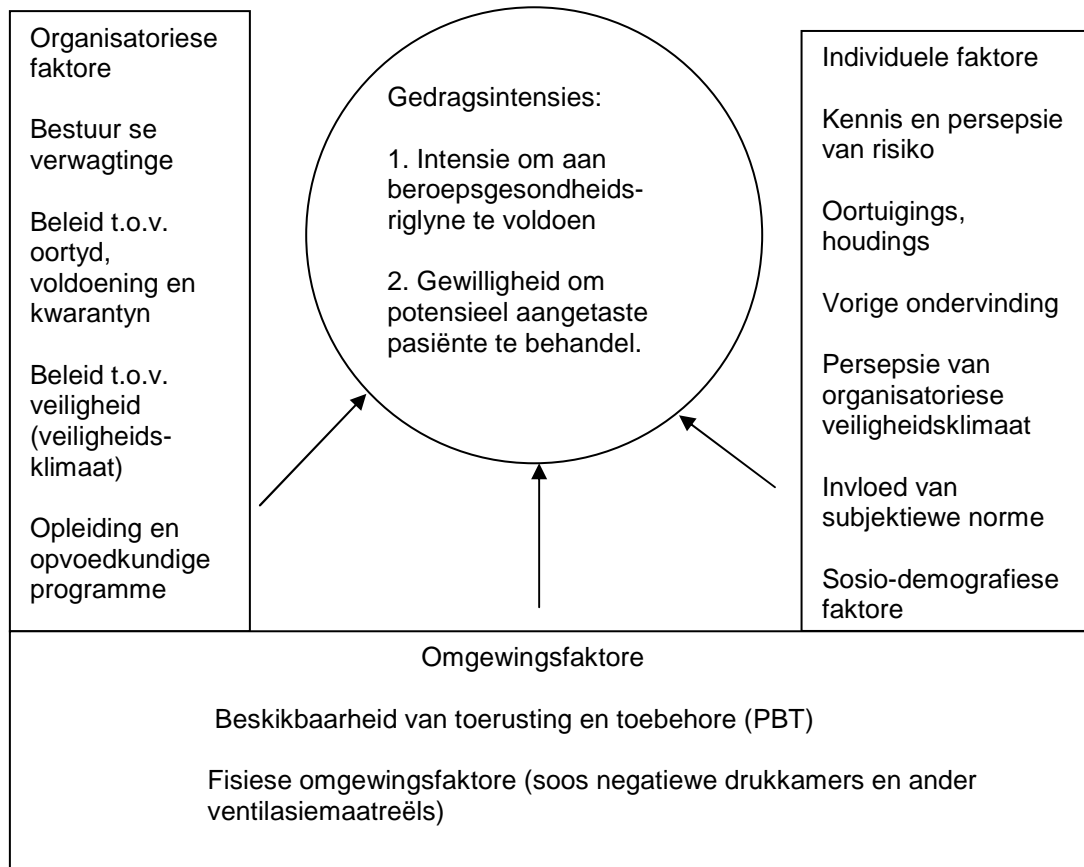 Organisatoriese
faktore
Bestuur se
verwagtinge
Beleid t.o.v.
oortyd,
voldoening en
kwarantyn
Beleid t.o.v.
veiligheid
(veiligheids-
klimaat)
Opleiding en
opvoedkundige
programme
Gedragsintensies:
1. Intensie om aan
beroepsgesondheids-
riglyne te voldoen
2. Gewilligheid om
potensieel aangetaste
pasiënte te behandel.
Individuele faktore
Kennis en persepsie
van risiko
Oortuigings,
houdings
Vorige ondervinding
Persepsie van
organisatoriese
veiligheidsklimaat
Invloed van
subjektiewe norme
Sosio-demografiese
faktore
Omgewingsfaktore
Beskikbaarheid van toerusting en toebehore (PBT)
Fisiese omgewingsfaktore (soos negatiewe drukkamers en ander
ventilasiemaatreëls)